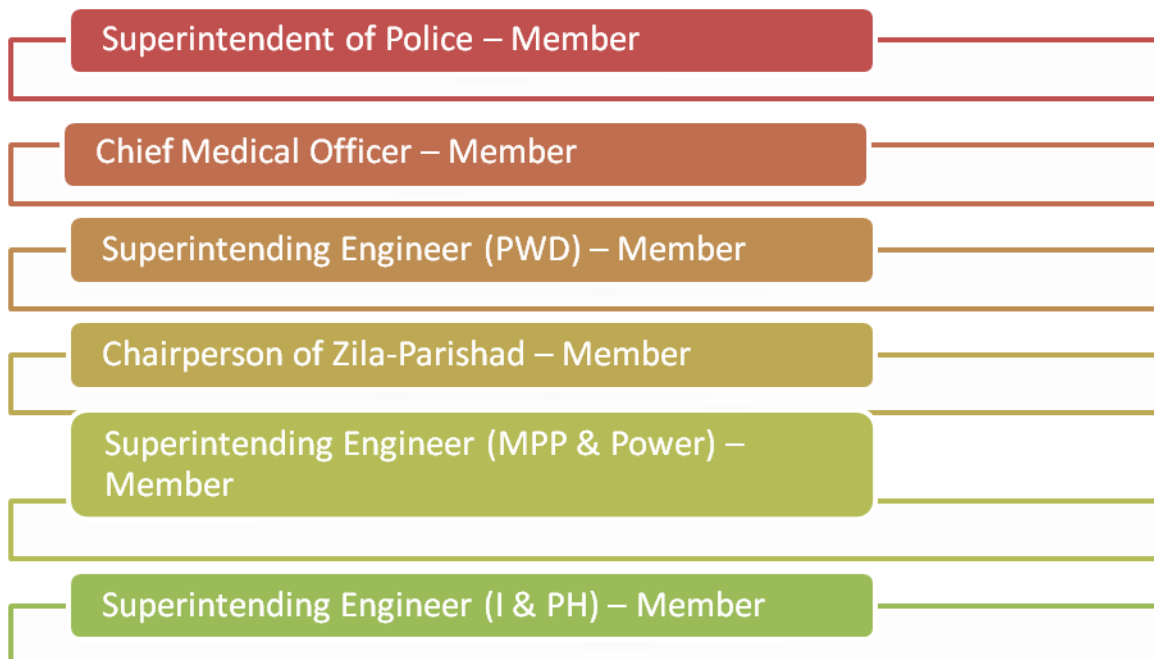 Superintendent of Police – Member
Chief Medical Officer – Member
Superintending Engineer (PWD) – Member
Chairperson of Zila-Parishad – Member
Superintending Engineer (MPP & Power) –
Member
Superintending Engineer (I & PH) – Member